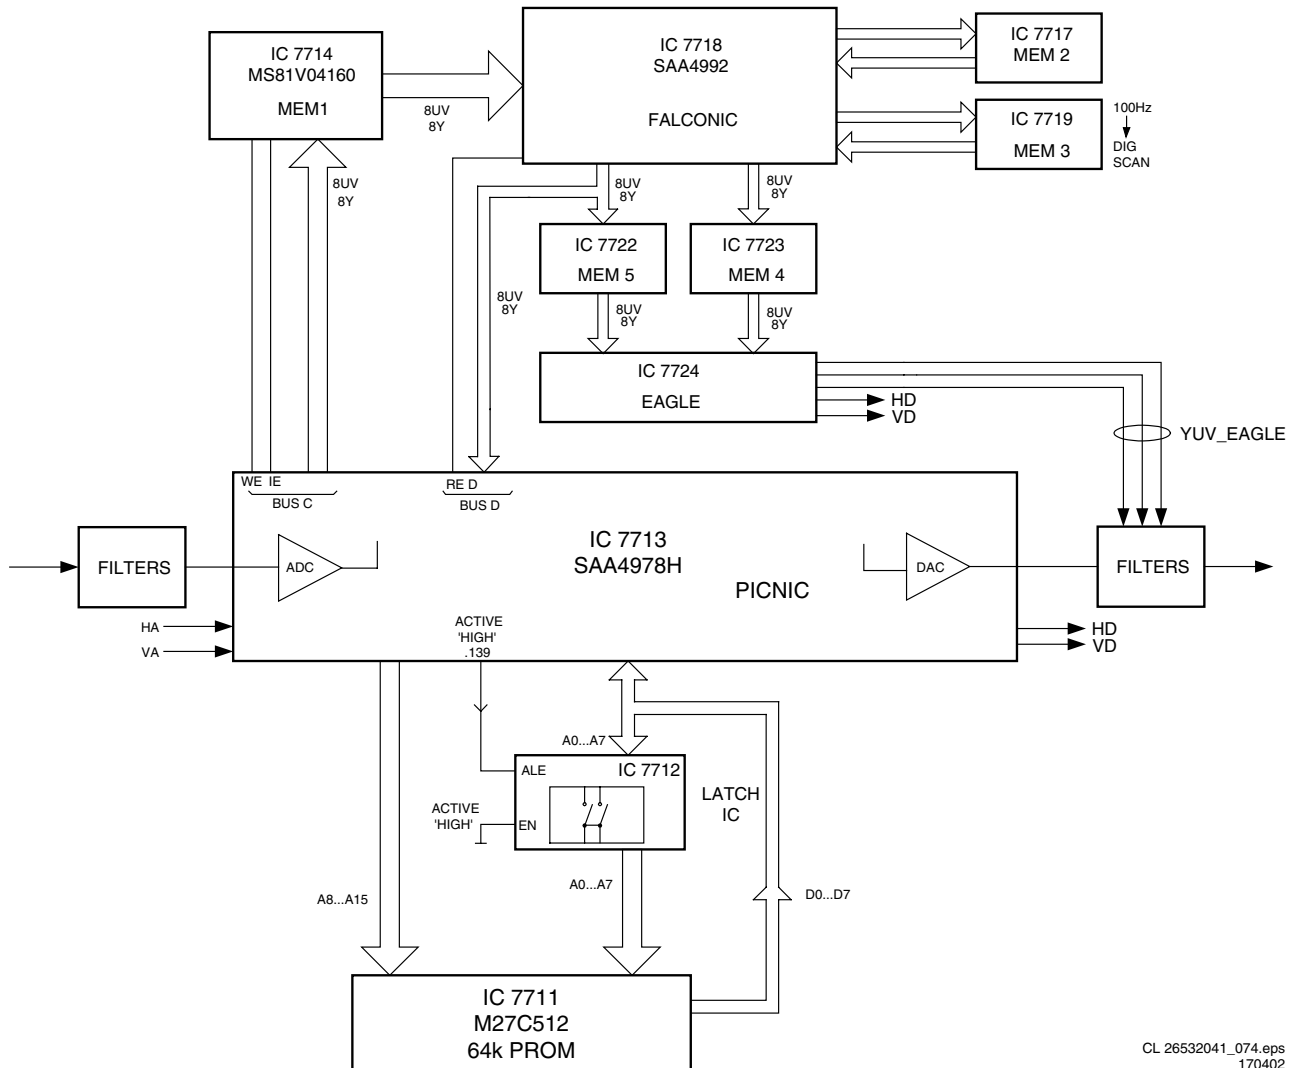 IC 7714
MS81V04160
MEM1
IC 7718
SAA4992
FALCONIC
IC 7717
MEM 2
IC 7719
MEM 3
100Hz
DIG
SCAN
8UV
8Y
8UV
8Y
8UV
8Y
8UV
8Y
IC 7722
MEM 5
IC 7723
MEM 4
8UV
8Y
8UV
8Y
8UV
8Y
IC 7724
EAGLE
HD
VD
YUV_EAGLE
WE IE
BUS C
RE D
BUS D
IC 7713
SAA4978H
PICNIC
FILTERS
ADC
DAC
FILTERS
HA
VA
ACTIVE
'HIGH'
.139
HD
VD
A0...A7
ALE
IC 7712
LATCH
IC
ACTIVE
'HIGH'
EN
A8...A15
A0...A7
D0...D7
IC 7711
M27C512
64k PROM
CL 26532041_074.eps
170402